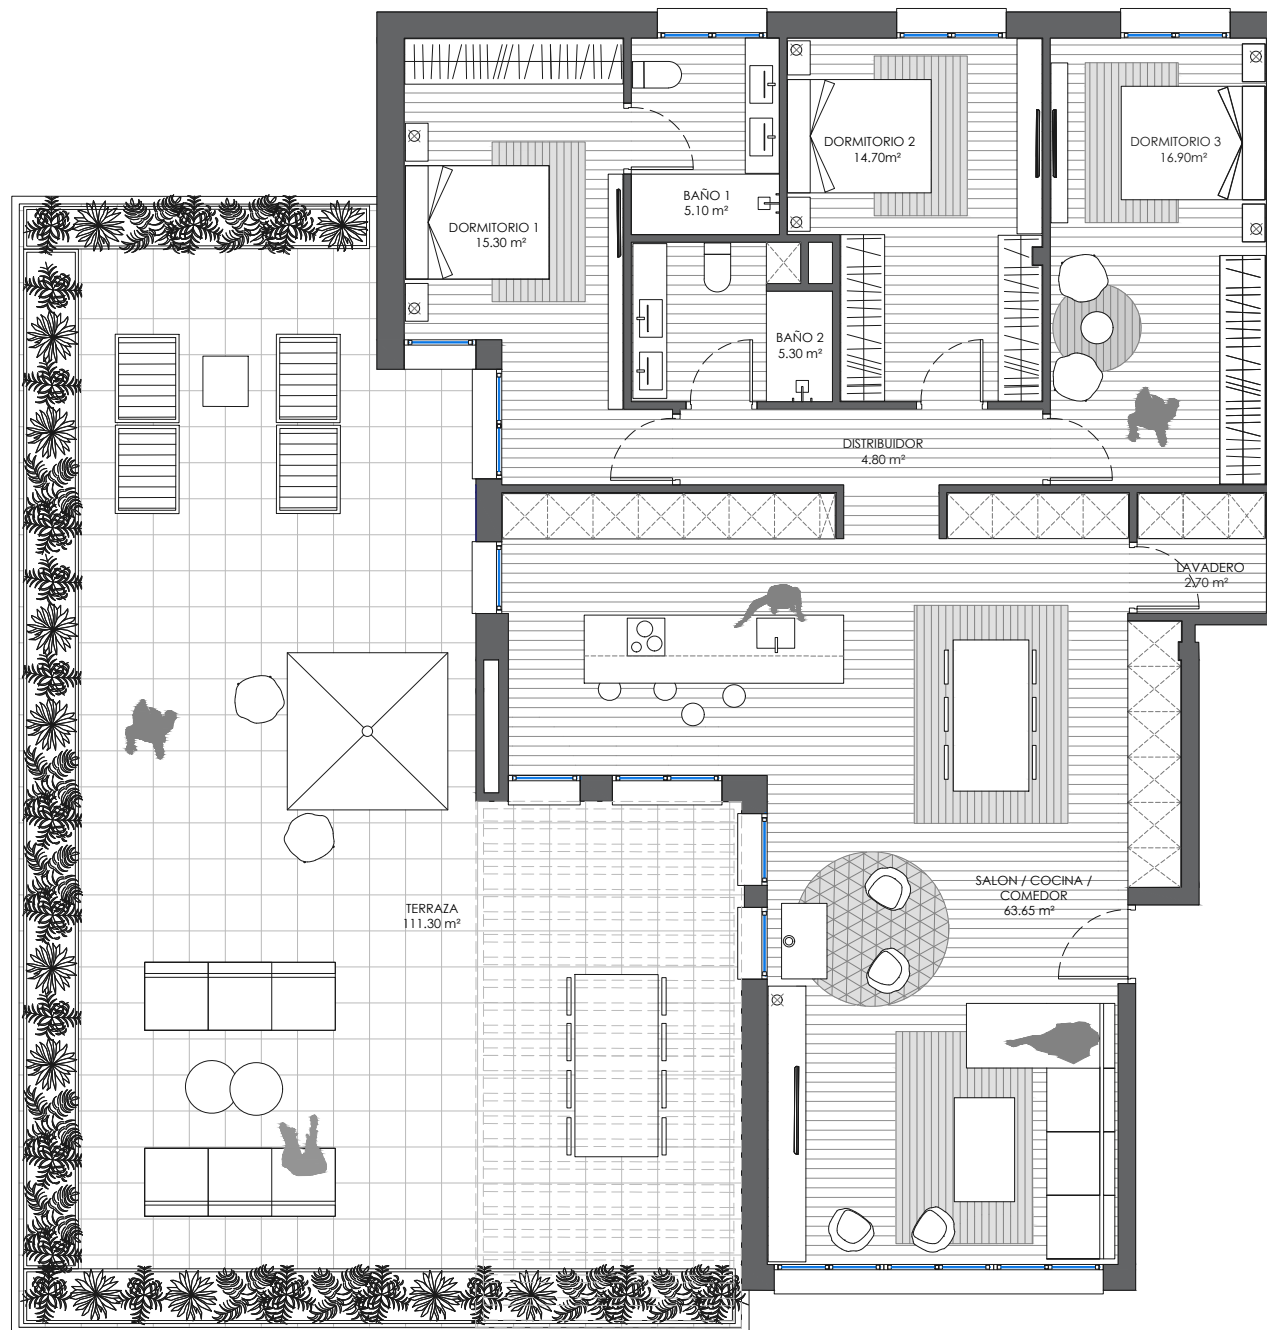 DORMITORIO 2
14.70m²
DORMITORIO 3
16.90m²
BAÑO 1
5.10 m²
DORMITORIO 1
15.30 m²
BAÑO 2
5.30 m²
DISTRIBUIDOR
4.80 m²
LAVADERO
2.70 m²
SALON / COCINA /
COMEDOR
63.65 m²
TERRAZA
111.30 m²